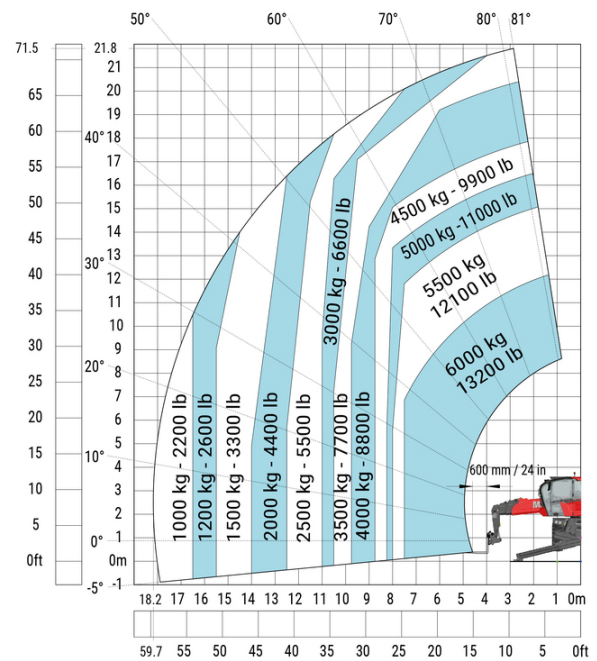 50° 60° 70° 80° 81°
71.5 21.8
21
65 20
19
60 40° 18
17
55 16
50 15
14
45 13
30°
40 12
35 11
10
30 9
8
25 20° 7
20 6
5
15 10° 4
10 3
2
5 1
0°
0ft 0m
-5° -1
1000 kg - 2200 lb
1200 kg - 2600 lb
1500 kg - 3300 lb
2000 kg - 4400 lb
2500 kg - 5500 lb
3000 kg - 6600 lb
3500 kg - 7700 lb
4000 kg - 8800 lb
4500 kg - 9900 lb
5000 kg -11000 lb
5500 kg
12100 lb
6000 kg
13200 lb
600 mm / 24 in
18.2 17 16 15 14 13 12 11 10 9 8 7 6 5 4 3 2 1 0m
59.7 55 50 45 40 35 30 25 20 15 10 5 0ft